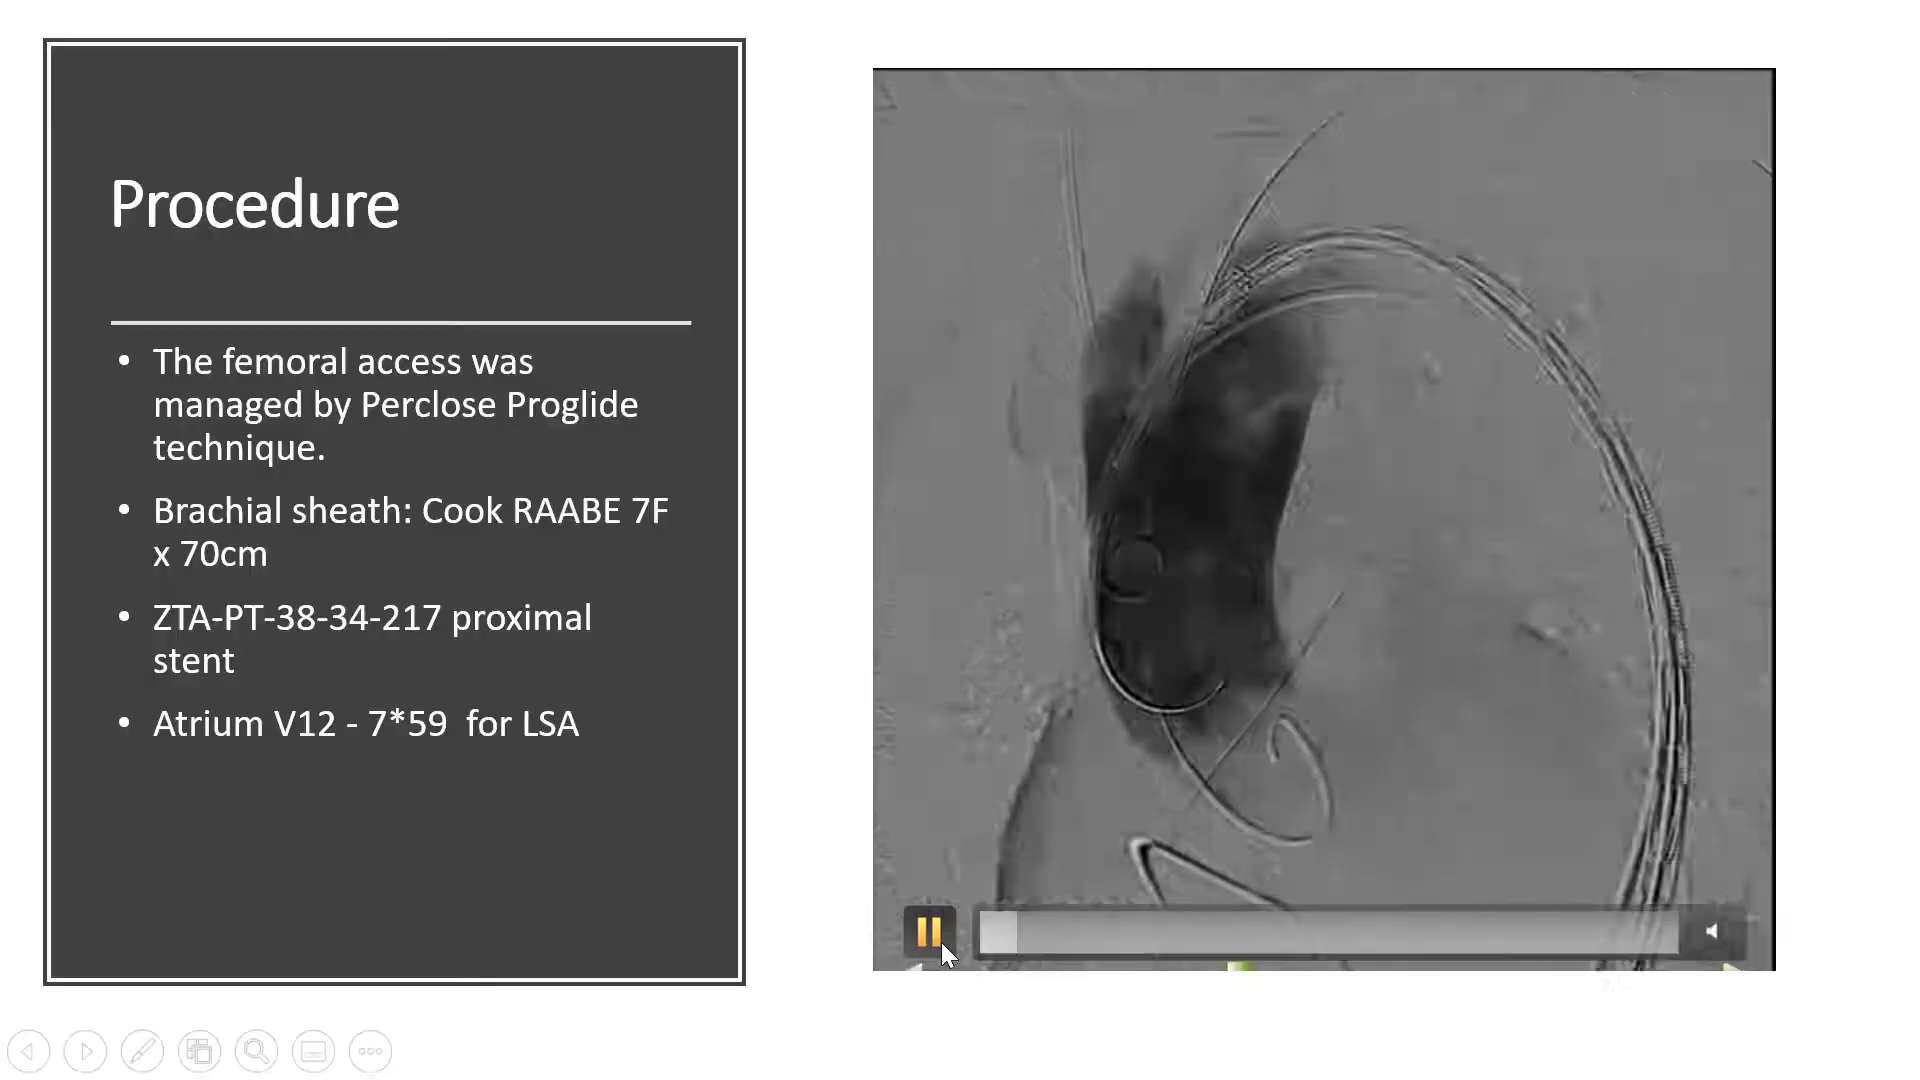 Procedure
• The femoral access was
managed by Perclose Proglide
technique.
• Brachial sheath: Cook RAABE 7F
x 70cm
• ZTA-PT-38-34-217 proximal
stent
• Atrium V12 - 7*59  for LSA